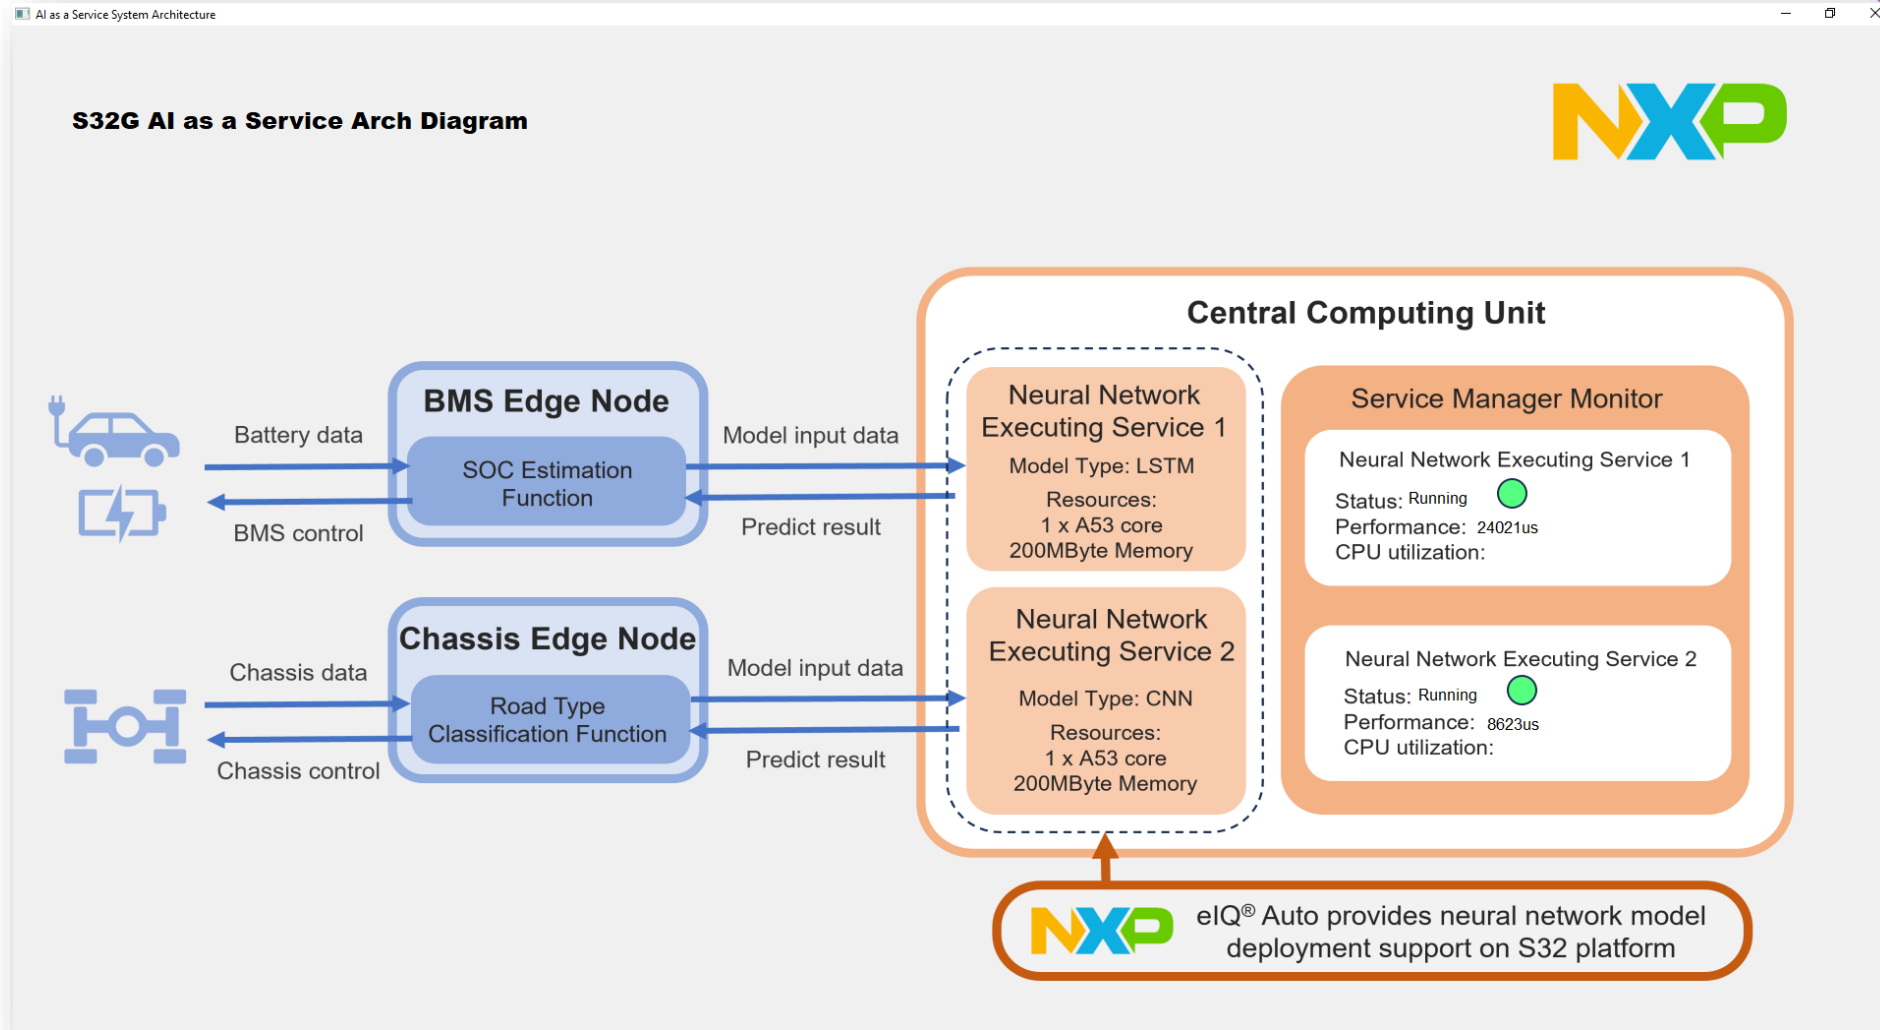 AI as a Service System Architecture
S32G AI as a Service Arch Diagram
NXP
Central Computing Unit
BMS Edge Node
SOC Estimation
Function
Battery data
BMS control
Model input data
Predict result
Neural Network
Executing Service 1
Model Type: LSTM
Resources:
1 x A53 core
200MByte Memory
Service Manager Monitor
Neural Network Executing Service 1
Status: Running
Performance: 24021us
CPU utilization:
Chassis Edge Node
Road Type
Classification Function
Chassis data
Chassis control
Model input data
Predict result
Neural Network
Executing Service 2
Model Type: CNN
Resources:
1 x A53 core
200MByte Memory
Neural Network Executing Service 2
Status: Running
Performance: 8623us
CPU utilization:
NXP
eIQ® Auto provides neural network model
deployment support on S32 platform